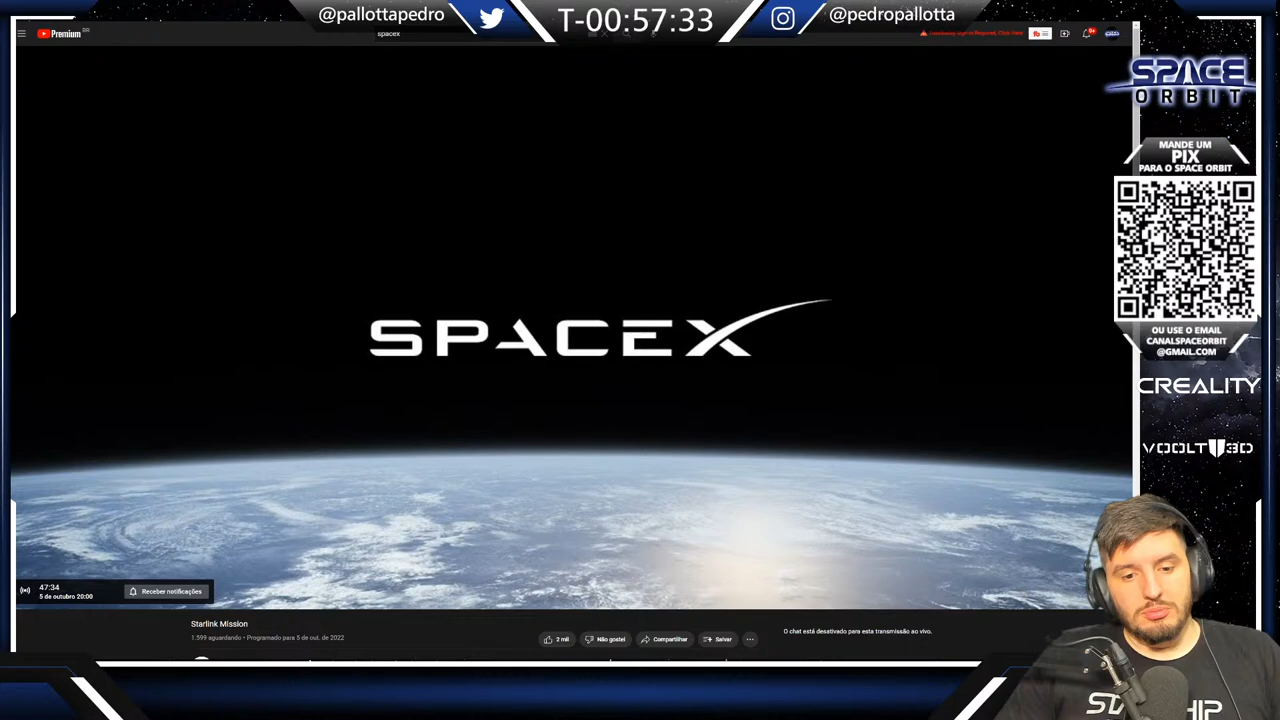 @pallottapedro
T-00:57:33
@pedropallotta
Premium BR
spacex
9+
SPACE
ORBIT
MANDE UM
PIX
PARA O SPACE ORBIT
SPACEX
OU USE O EMAIL
CANALSPACEORBIT
@GMAIL.COM
CREALITY
VOOLT3D
47:34
5 de outubro 20:00
Receber notificações
Starlink Mission
1.599 aguardando • Programado para 5 de out. de 2022
2 mil
Não gostei
Compartilhar
Salvar
O chat está desativado para esta transmissão ao vivo.